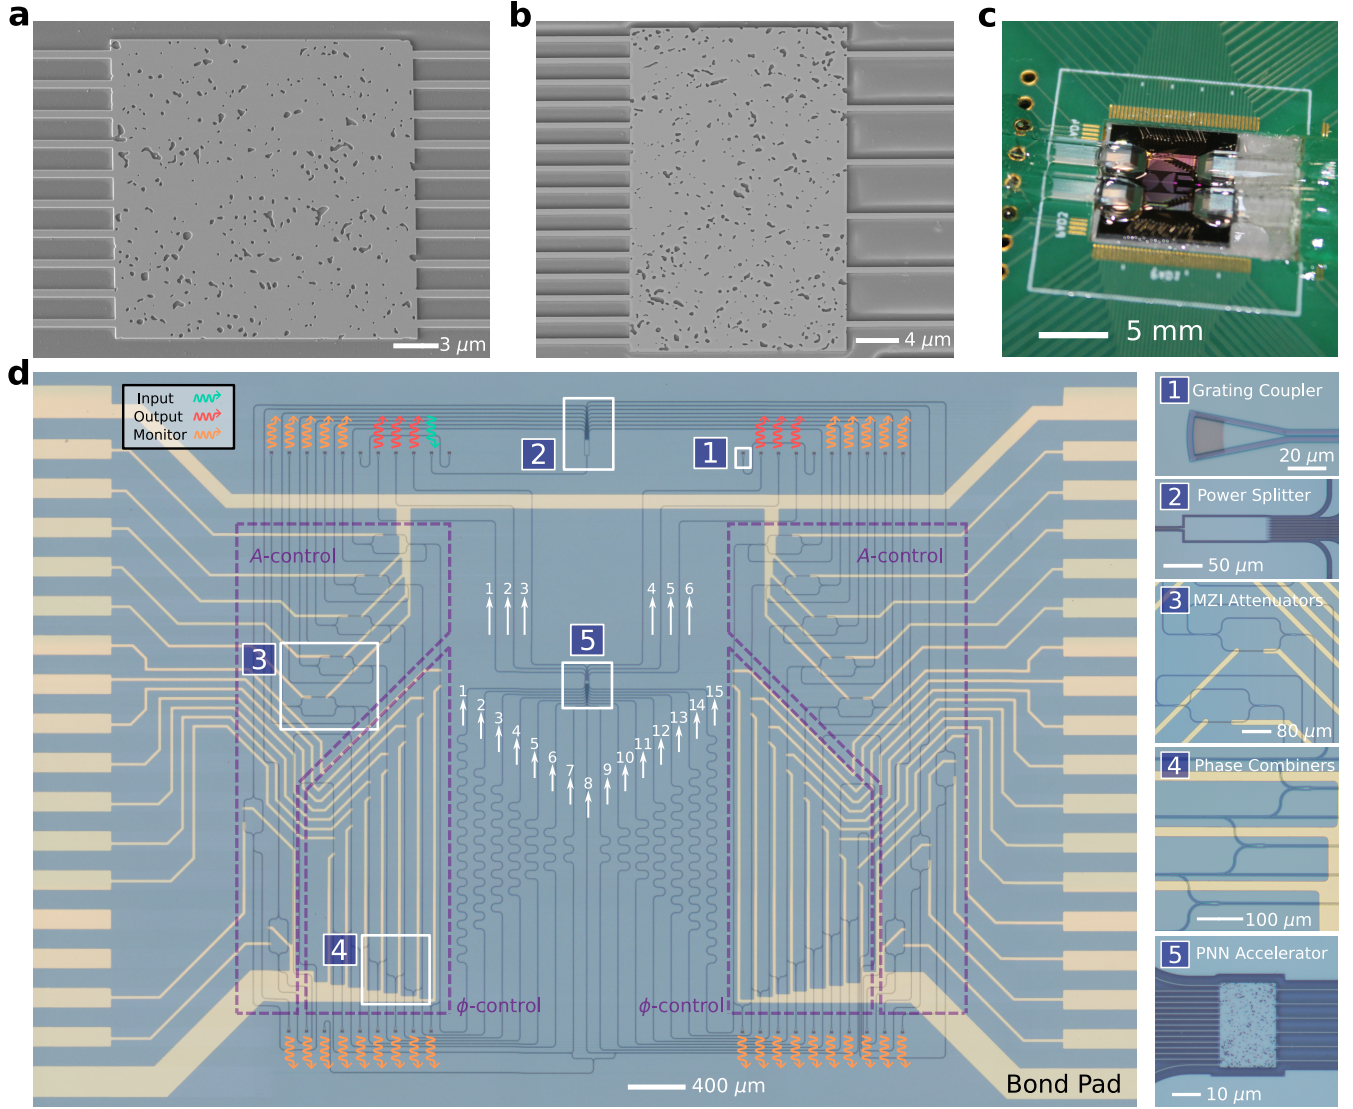 a
b
c
3 μm
4 μm
5 mm
d
Input
Output
Monitor
2
1
A-control
A-control
1 2 3
4 5 6
5
3
1
2
3
4
5
6
7
8
9
10
11
12
13
14
15
4
ϕ-control
ϕ-control
400 μm
Bond Pad
1 Grating Coupler
20 μm
2 Power Splitter
50 μm
3 MZI Attenuators
80 μm
4 Phase Combiners
100 μm
5 PNN Accelerator
10 μm